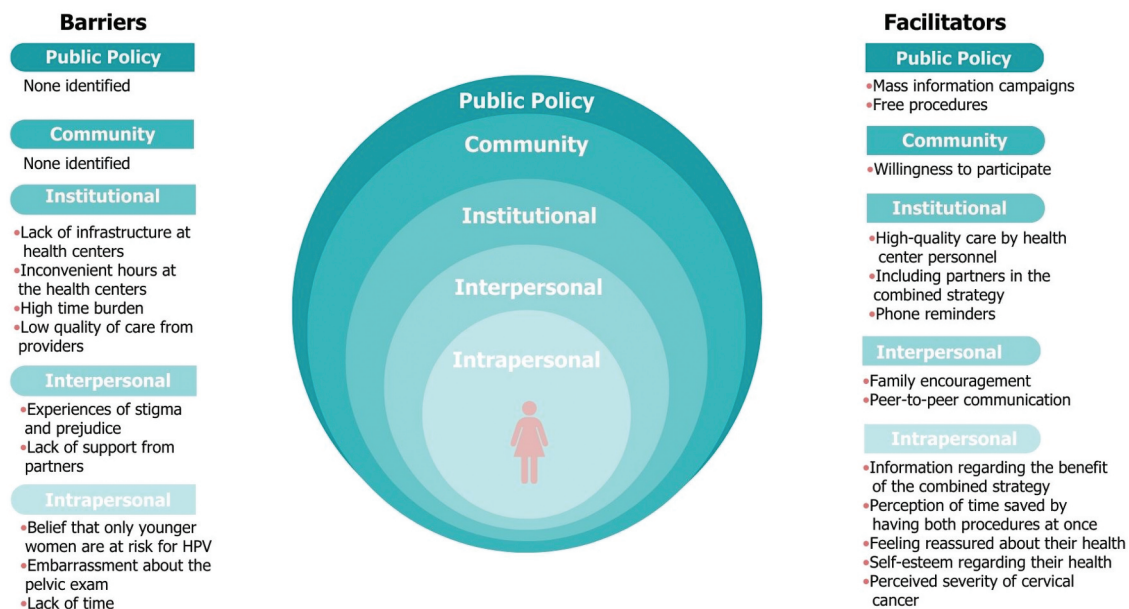 Barriers
Public Policy
None identified
Community
None identified
Institutional
•Lack of infrastructure at
health centers
•Inconvenient hours at
the health centers
•High time burden
•Low quality of care from
providers
Interpersonal
•Experiences of stigma
and prejudice
•Lack of support from
partners
Intrapersonal
•Belief that only younger
women are at risk for HPV
•Embarrassment about the
pelvic exam
•Lack of time
Public Policy
Community
Institutional
Interpersonal
Intrapersonal
Facilitators
Public Policy
•Mass information campaigns
•Free procedures
Community
•Willingness to participate
Institutional
•High-quality care by health
center personnel
•Including partners in the
combined strategy
•Phone reminders
Interpersonal
•Family encouragement
•Peer-to-peer communication
Intrapersonal
•Information regarding the benefit
of the combined strategy
•Perception of time saved by
having both procedures at once
•Feeling reassured about their health
•Self-esteem regarding their health
•Perceived severity of cervical
cancer